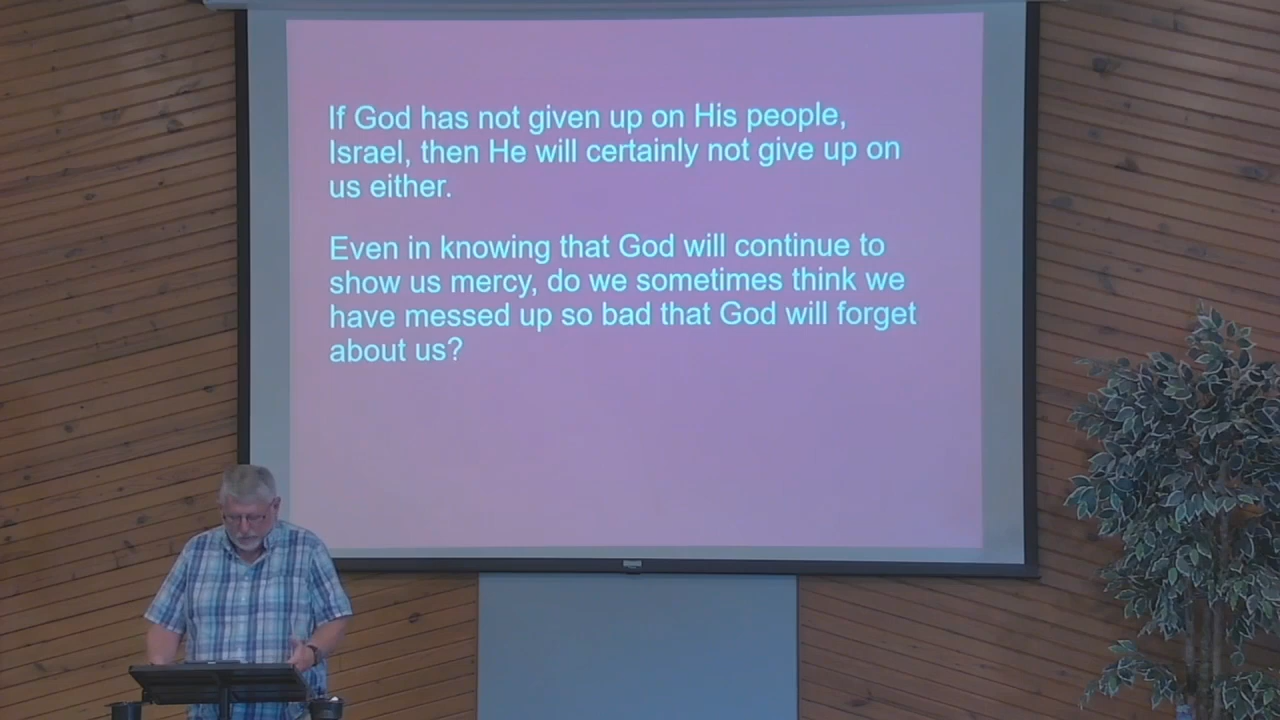 If God has not given up on His people,
Israel, then He will certainly not give up on
us either.
Even in knowing that God will continue to
show us mercy, do we sometimes think we
have messed up so bad that God will forget
about us?